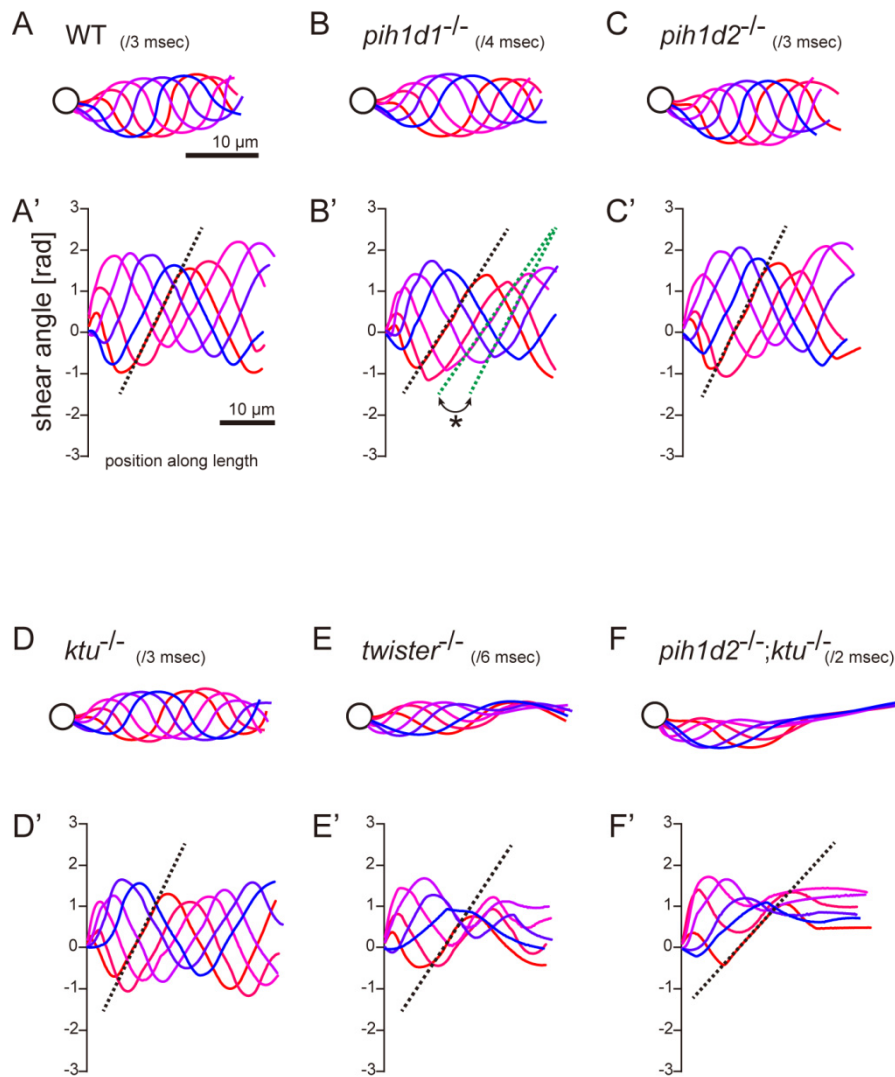 A WT (/3 msec) B pih1d1-/- (/4 msec) C pih1d2-/- (/3 msec)
10 μm
A’ B’ C’
shear angle [rad]
3 3 3
2 2 2
1 1 1
0 0 0
-1 -1 -1
10 μm
-2 * -2 -2
-3 position along length -3 -3
D ktu-/- (/3 msec) E twister-/- (/6 msec) F pih1d2-/-;ktu-/- (/2 msec)
D’ E’ F’
3 3 3
2 2 2
1 1 1
0 0 0
-1 -1 -1
-2 -2 -2
-3 -3 -3